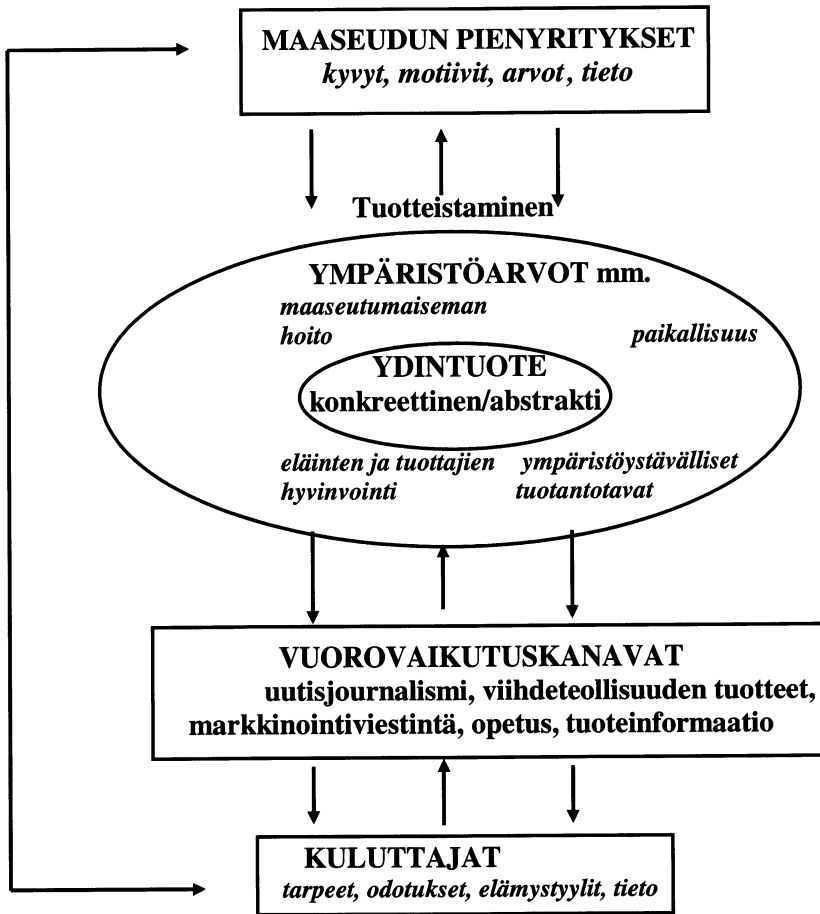 MAASEUDUN PIENYRITYKSET
kyvyt, motiivit, arvot, tieto
Tuotteistaminen
YMPÄRISTÖARVOT mm.
maaseutumaiseman
hoito
paikallisuus
YDINTUOTE
konkreettinen/abstrakti
eläinten ja tuottajien ympäristöystävälliset
hyvinvointi tuotantotavat
VUOROVAIKUTUSKANAVAT
uutisjournalismi, viihdeteollisuuden tuotteet,
markkinointiviestintä, opetus, tuoteinformaatio
KULUTTAJAT
tarpeet, odotukset, elämystyylit, tieto